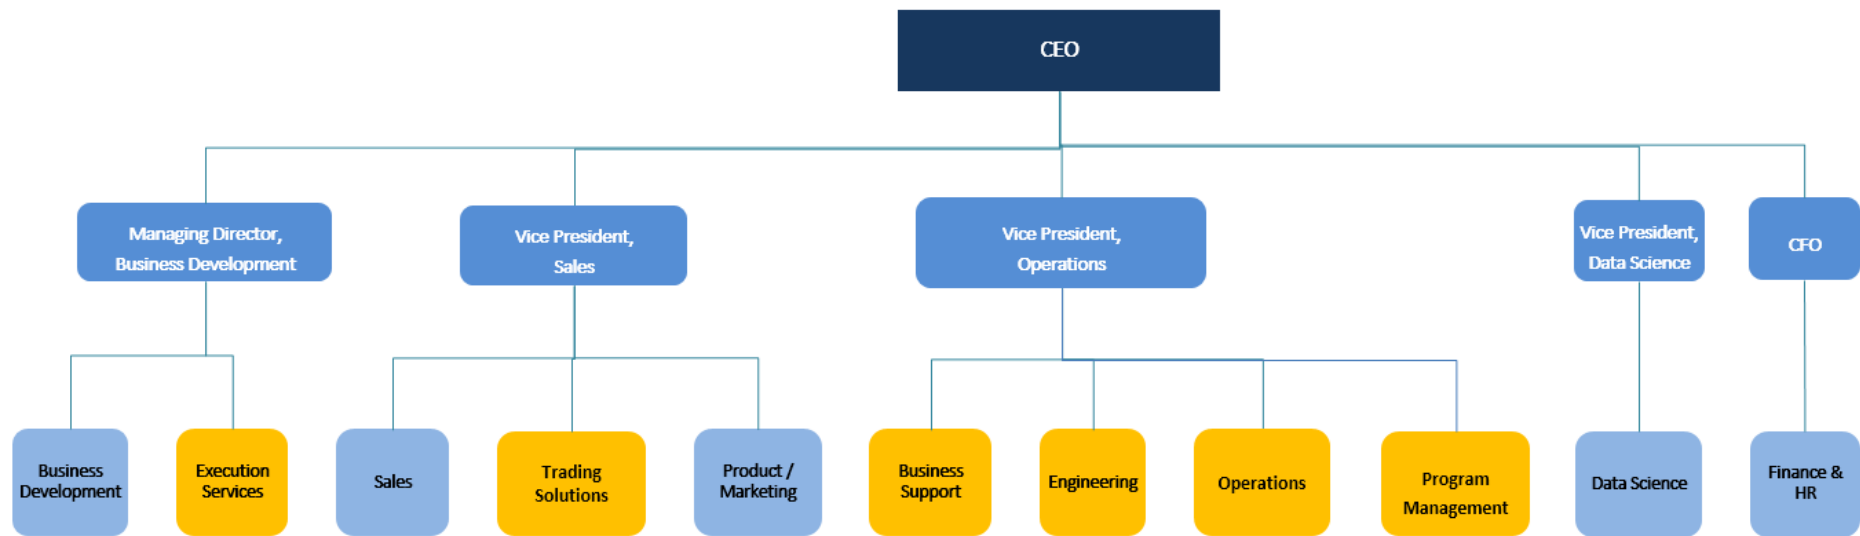 CEO
Managing Director,
Business Development
Vice President,
Sales
Vice President,
Operations
Vice President,
Data Science
CFO
Business
Development
Execution
Services
Sales
Trading
Solutions
Product /
Marketing
Business
Support
Engineering
Operations
Program
Management
Data Science
Finance &
HR